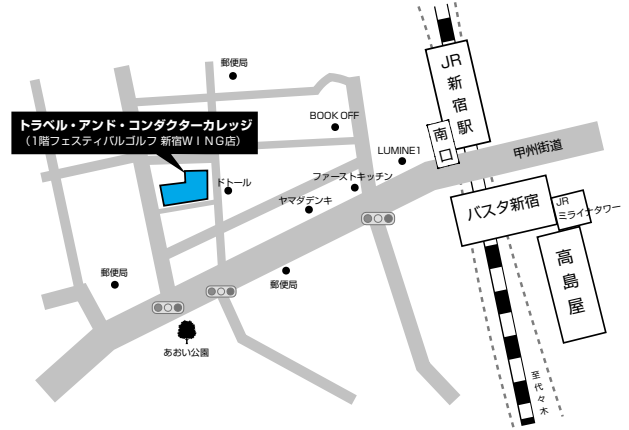 郵便局
JR新宿駅
BOOK OFF
トラベル・アンド・コンダクターカレッジ
（1階フェスティバルゴルフ 新宿ＷＩＮＧ店）
南口
甲州街道
LUMINE1
ドトール
ファーストキッチン
ヤマダデンキ
バスタ新宿
JR
ミライナタワー
高島屋
郵便局
郵便局
あおい公園
至代々木